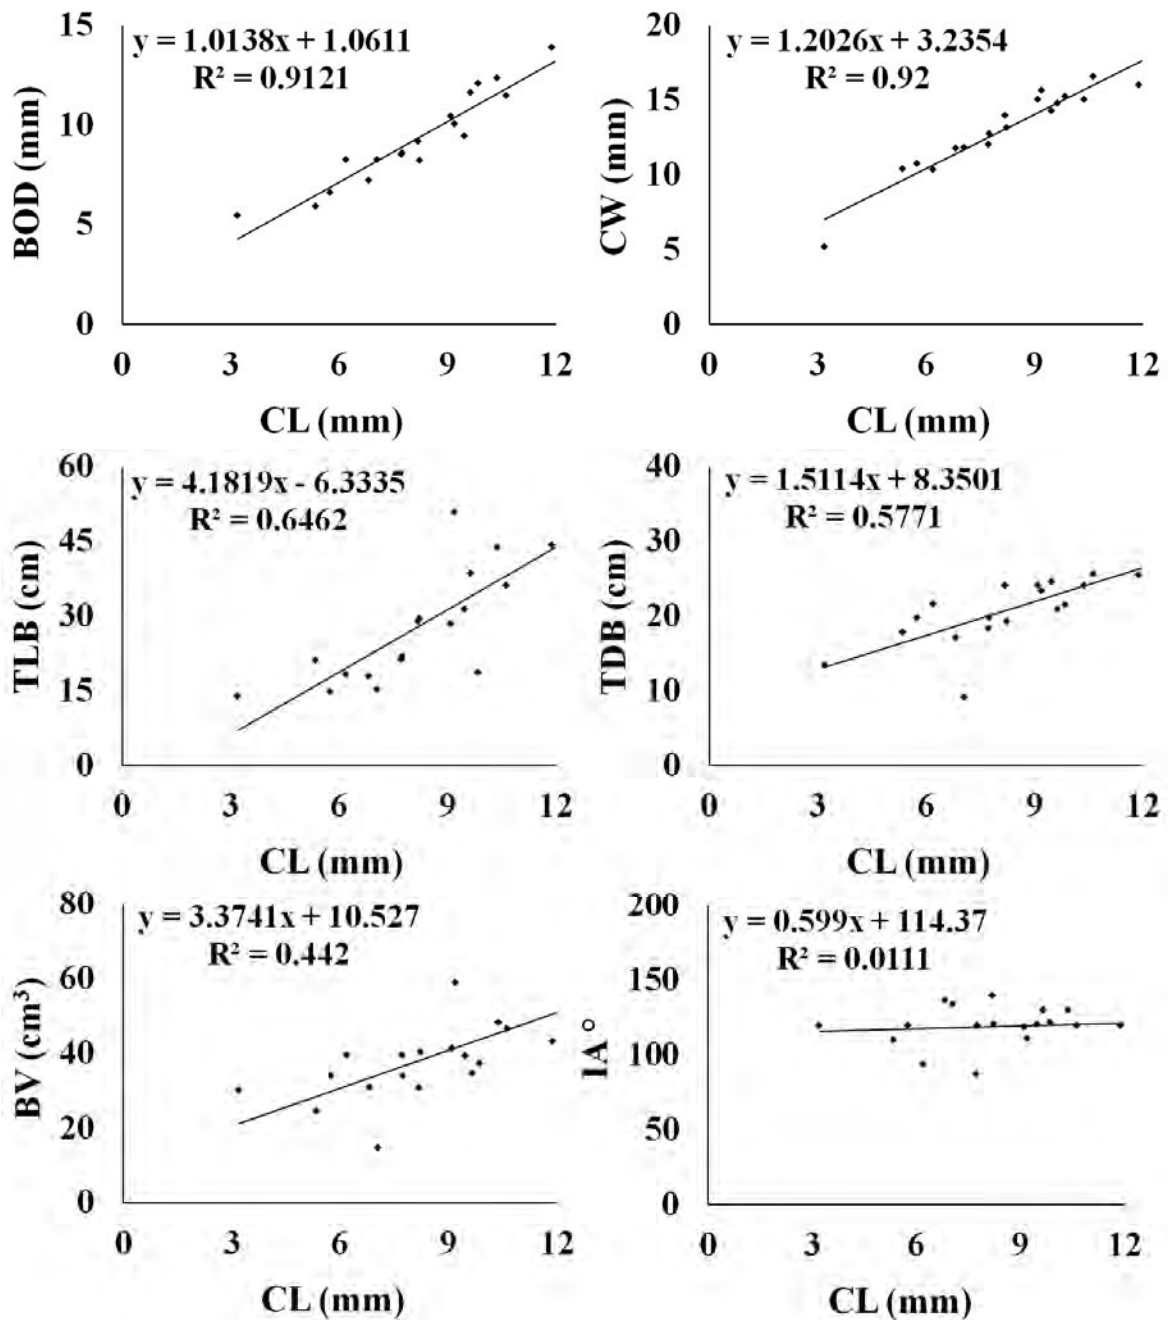 15
10
5
0
BOD (mm)
y = 1.0138x + 1.0611
R² = 0.9121
0 3 6 9 12
CL (mm)
20
15
10
5
0
CW (mm)
y = 1.2026x + 3.2354
R² = 0.92
0 3 6 9 12
CL (mm)
60
45
30
15
0
TLB (cm)
y = 4.1819x - 6.3335
R² = 0.6462
0 3 6 9 12
CL (mm)
40
30
20
10
0
TDB (cm)
y = 1.5114x + 8.3501
R² = 0.5771
0 3 6 9 12
CL (mm)
80
60
40
20
0
BV (cm³)
y = 3.3741x + 10.527
R² = 0.442
0 3 6 9 12
CL (mm)
200
150
100
50
0
IA°
y = 0.599x + 114.37
R² = 0.0111
0 3 6 9 12
CL (mm)